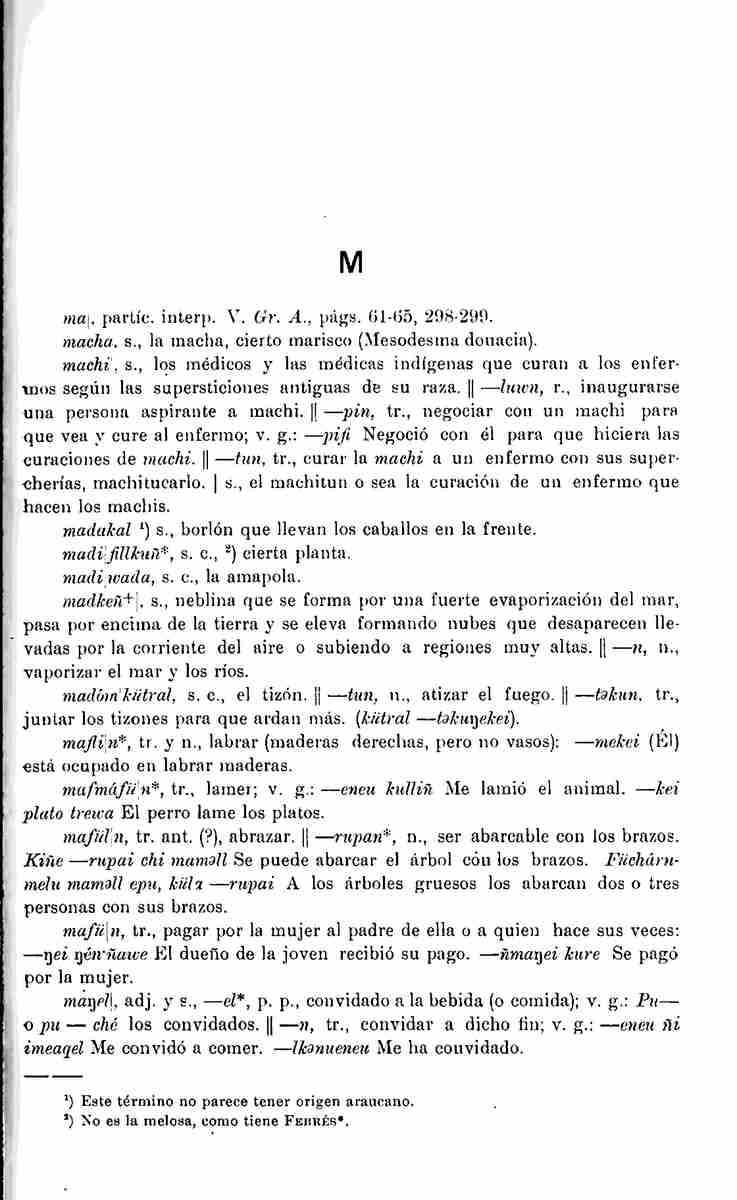 M
ma|, partíc. interp. V. Gr. A., págs. 61-65, 298-299.
macha, s., la macha, cierto marisco (Mesodesma donacia).
machi|, s., los médicos y las médicas indígenas que curan a los enfer-
mos según las supersticiones antiguas de su raza. || —luwn, r., inaugurarse
una persona aspirante a machi. || —pin, tr., negociar con un machi para
que vea y cure al enfermo; v. g.: —pifi Negoció con él para que hiciera las
curaciones de machi. || —tun, tr., curar la machi a un enfermo con sus super-
cherías, machitucarlo. | s., el machitun o sea la curación de un enfermo que
hacen los machis.
madakal ¹) s., borlón que llevan los caballos en la frente.
madi|fillkuñ*, s. c., ²) cierta planta.
madi|wada, s. c., la amapola.
madkeñ+|, s., neblina que se forma por una fuerte evaporización del mar,
pasa por encima de la tierra y se eleva formando nubes que desaparecen lle-
vadas por la corriente del aire o subiendo a regiones muy altas. || —n, n.,
vaporizar el mar y los ríos.
madóm|kütral, s. c., el tizón. || —tun, n., atizar el fuego. || —təkun, tr.,
juntar los tizones para que ardan más. (kütral —təkuŋekei).
mafli|n*, tr. y n., labrar (maderas derechas, pero no vasos): —mekei (Él)
está ocupado en labrar maderas.
mafmáfü|n*, tr., lamer; v. g.: —eneu kulliñ Me lamió el animal. —kei
plato trewa El perro lame los platos.
mafül|n, tr. ant. (?), abrazar. || —rupan*, n., ser abarcable con los brazos.
Kiñe —rupai chi maməll Se puede abarcar el árbol cón los brazos. Fücháru-
melu maməll epu, küla —rupai A los árboles gruesos los abarcan dos o tres
personas con sus brazos.
mafü|n, tr., pagar por la mujer al padre de ella o a quien hace sus veces:
—ŋei ŋénˑñawe El dueño de la joven recibió su pago. —ñmaŋei kure Se pagó
por la mujer.
máŋel|, adj. y s., —el*, p. p., convidado a la bebida (o comida); v. g.: Pu—
o pu — ché los convidados. || —n, tr., convidar a dicho fin; v. g.: —eneu ñi
imeaqel Me convidó a comer. —lkənueneu Me ha convidado.
¹) Este término no parece tener origen araucano.
²) No es la melosa, como tiene FEBRÉS*.